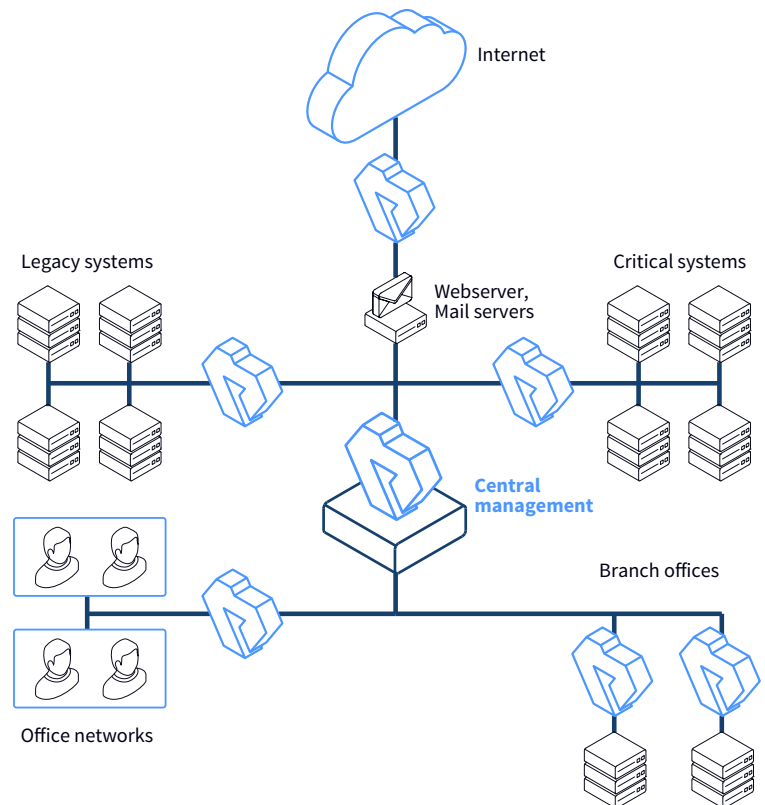 Internet
Legacy systems
Critical systems
Webserver,
Mail servers
Central
management
Branch offices
Office networks